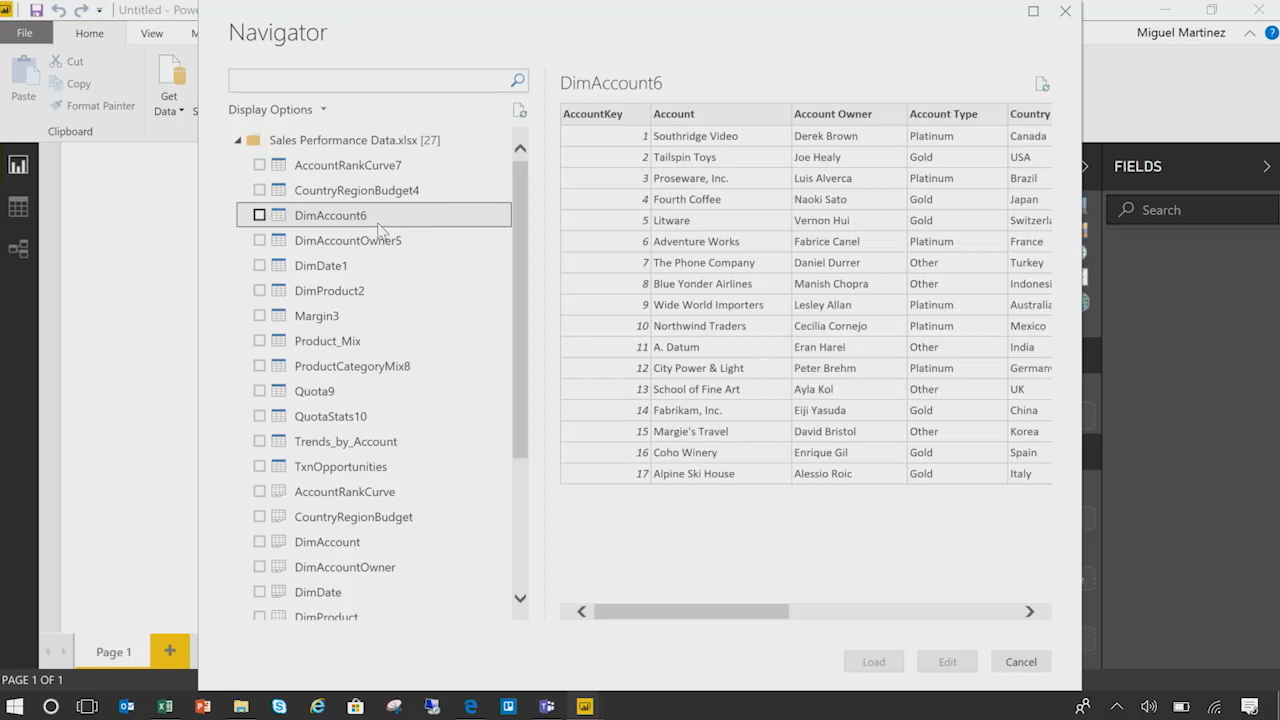 Untitled - Powe
File
Home
View
M
Miguel Martinez
Paste
Cut
Copy
Format Painter
Clipboard
Get
Data
S
Navigator
Display Options
Sales Performance Data.xlsx [27]
AccountRankCurve7
CountryRegionBudget4
DimAccount6
DimAccountOwner5
DimDate1
DimProduct2
Margin3
Product_Mix
ProductCategoryMix8
Quota9
QuotaStats10
Trends_by_Account
TxnOpportunities
AccountRankCurve
CountryRegionBudget
DimAccount
DimAccountOwner
DimDate
DimProduct
DimAccount6
AccountKey Account Account Owner Account Type Country
1 Southridge Video Derek Brown Platinum Canada
2 Tailspin Toys Joe Healy Gold USA
3 Proseware, Inc. Luis Alverca Platinum Brazil
4 Fourth Coffee Naoki Sato Gold Japan
5 Litware Vernon Hui Gold Switzerla
6 Adventure Works Fabrice Canel Platinum France
7 The Phone Company Daniel Durrer Other Turkey
8 Blue Yonder Airlines Manish Chopra Other Indonesi
9 Wide World Importers Lesley Allan Platinum Australia
10 Northwind Traders Cecilia Cornejo Platinum Mexico
11 A. Datum Eran Harel Other India
12 City Power & Light Peter Brehm Platinum Germany
13 School of Fine Art Ayla Kol Other UK
14 Fabrikam, Inc. Eiji Yasuda Gold China
15 Margie's Travel David Bristol Other Korea
16 Coho Winery Enrique Gil Gold Spain
17 Alpine Ski House Alessio Roic Gold Italy
Load
Edit
Cancel
FIELDS
Search
Page 1
PAGE 1 OF 1